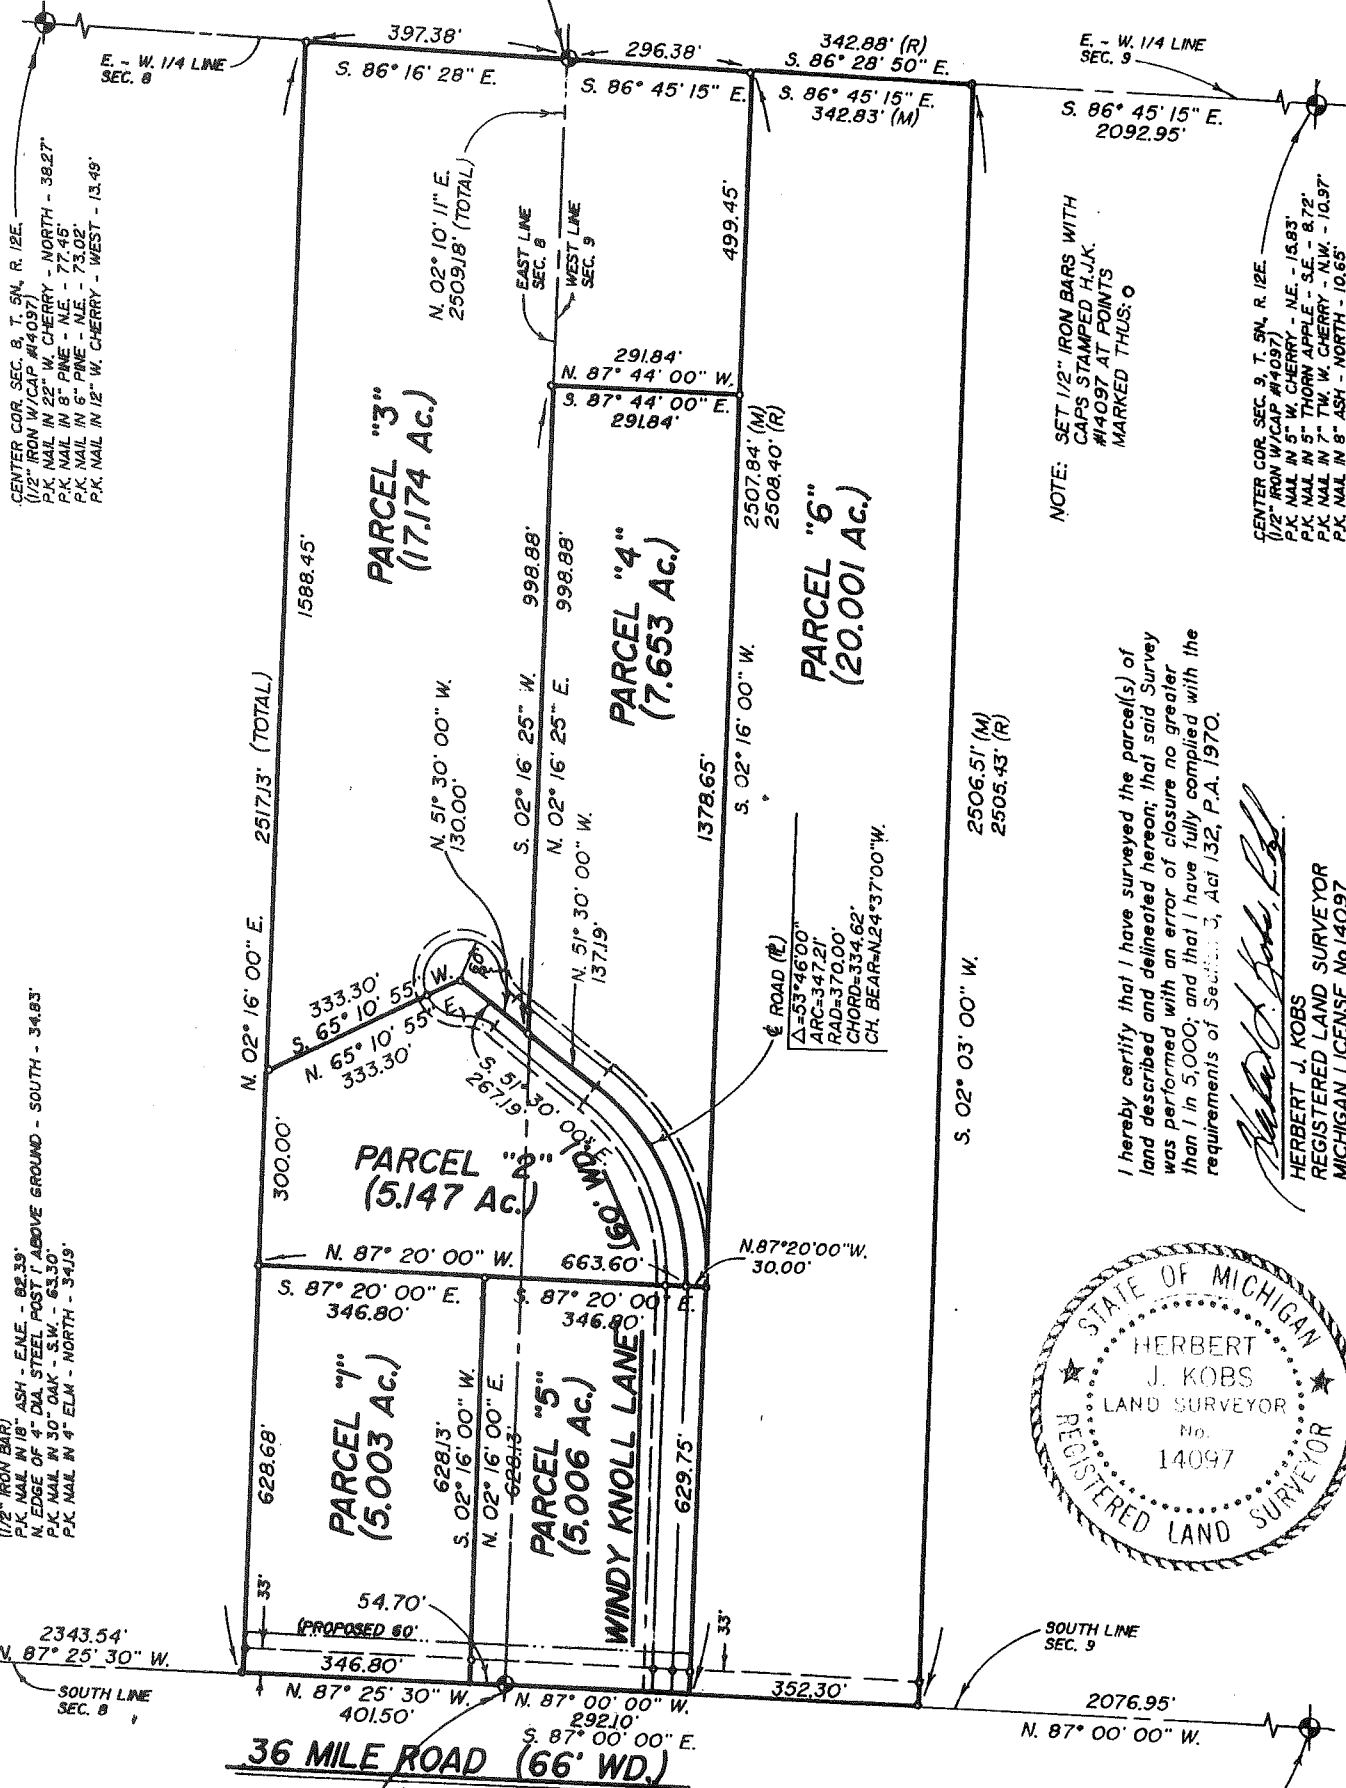 397.38'
S. 86° 16' 28" E.
E. - W. 1/4 LINE
SEC. 8
296.38'
S. 86° 45' 15" E.
342.88' (R)
S. 86° 28' 50" E.
S. 86° 45' 15" E.
342.83' (M)
E. - W. 1/4 LINE
SEC. 9
S. 86° 45' 15" E.
2092.95'
CENTER COR. SEC. 8, T. 5N., R. 12E.
(1/2" IRON W/CAP #14097)
P.K. NAIL IN 22" W. CHERRY - NORTH - 38.27'
P.K. NAIL IN 8" PINE - N.E. - 77.45'
P.K. NAIL IN 6" PINE - N.E. - 73.02'
P.K. NAIL IN 12" W. CHERRY - WEST - 13.49'
N. 02° 10' 11" E.
2509.18' (TOTAL)
EAST LINE
SEC. 8
WEST LINE
SEC. 9
499.45'
NOTE: SET 1/2" IRON BARS WITH
CAPS STAMPED H.J.K.
#14097 AT POINTS
MARKED THUS: O
CENTER COR. SEC. 9, T. 5N., R. 12E.
(1/2" IRON W/CAP #14097)
P.K. NAIL IN 5" W. CHERRY - N.E. - 15.83'
P.K. NAIL IN 5" THORN APPLE - S.E. - 8.72'
P.K. NAIL IN 7" TW. W. CHERRY - N.W. - 10.97'
P.K. NAIL IN 8" ASH - NORTH - 10.65'
291.84'
N. 87° 44' 00" W.
S. 87° 44' 00" E.
291.84'
PARCEL "3"
(17.174 Ac.)
1588.45'
2517.13' (TOTAL)
N. 02° 16' 00" E.
998.88'
S. 02° 16' 25" W.
998.88'
N. 02° 16' 25" E.
PARCEL "4"
(7.653 Ac.)
2507.84' (M)
2508.40' (R)
PARCEL "6"
(20.001 Ac.)
1378.65'
S. 02° 16' 00" W.
N. 51° 30' 00" W.
130.00'
N. 51° 30' 00" W.
137.19'
2506.51' (M)
2505.43' (R)
S. 02° 03' 00" W.
I hereby certify that I have surveyed the parcel(s) of
land described and delineated hereon; that said Survey
was performed with an error of closure no greater
than 1 in 5,000; and that I have fully complied with the
requirements of Section 3, Act 132, P.A. 1970.
HERBERT J. KOBS
REGISTERED LAND SURVEYOR
MICHIGAN LICENSE No.14097
℄ ROAD (℄)
Δ=53°46'00"
ARC=347.21'
RAD=370.00'
CHORD=334.62'
CH. BEAR=N.24°37'00"W.
333.30'
S. 65° 10' 55" W.
N. 65° 10' 55" E.
333.30'
60' R.
S. 51° 30' 00" E.
267.19'
300.00'
PARCEL "2"
(5.147 Ac.)
(60' WD.)
N. 87° 20' 00" W.
663.60'
N.87°20'00"W.
30.00'
S. 87° 20' 00" E.
346.80'
S. 87° 20' 00" E.
346.80'
(1/2" IRON BAR)
P.K. NAIL IN 18" ASH - E.N.E. - 82.39'
N. EDGE OF 4" DIA. STEEL POST 1' ABOVE GROUND - SOUTH - 34.83'
P.K. NAIL IN 30" OAK - S.W. - 63.30'
P.K. NAIL IN 4" ELM - NORTH - 34.19'
628.68'
PARCEL "1"
(5.003 Ac.)
628.13'
S. 02° 16' 00" W.
N. 02° 16' 00" E.
628.13'
PARCEL "5"
(5.006 Ac.)
WINDY KNOLL LANE
629.75'
STATE OF MICHIGAN
HERBERT
J. KOBS
LAND SURVEYOR
No.
14097
REGISTERED LAND SURVEYOR
33'
54.70'
(PROPOSED 60'
33'
2343.54'
N. 87° 25' 30" W.
SOUTH LINE
SEC. 8
346.80'
N. 87° 25' 30" W.
401.50'
N. 87° 00' 00" W.
292.10'
S. 87° 00' 00" E.
352.30'
SOUTH LINE
SEC. 9
2076.95'
N. 87° 00' 00" W.
36 MILE ROAD (66' WD.)